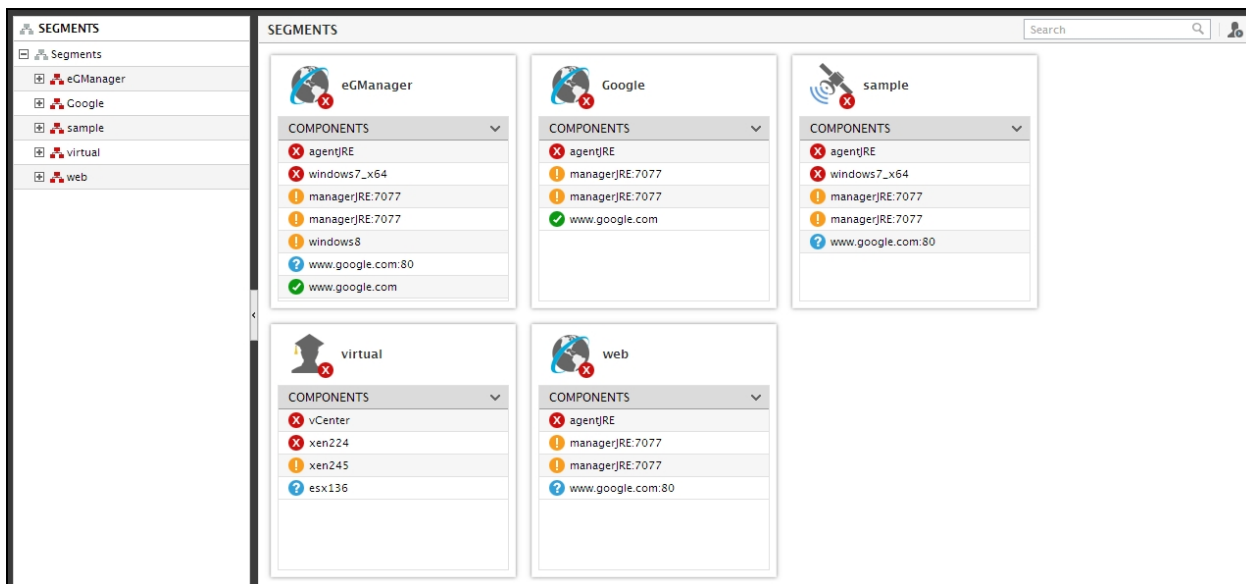 SEGMENTS
Segments
eGManager
Google
sample
virtual
web
SEGMENTS
Search
eGManager
COMPONENTS
agentJRE
windows7_x64
managerJRE:7077
managerJRE:7077
windows8
www.google.com:80
www.google.com
Google
COMPONENTS
agentJRE
managerJRE:7077
managerJRE:7077
www.google.com
sample
COMPONENTS
agentJRE
windows7_x64
managerJRE:7077
managerJRE:7077
www.google.com:80
virtual
COMPONENTS
vCenter
xen224
xen245
esx136
web
COMPONENTS
agentJRE
managerJRE:7077
managerJRE:7077
www.google.com:80